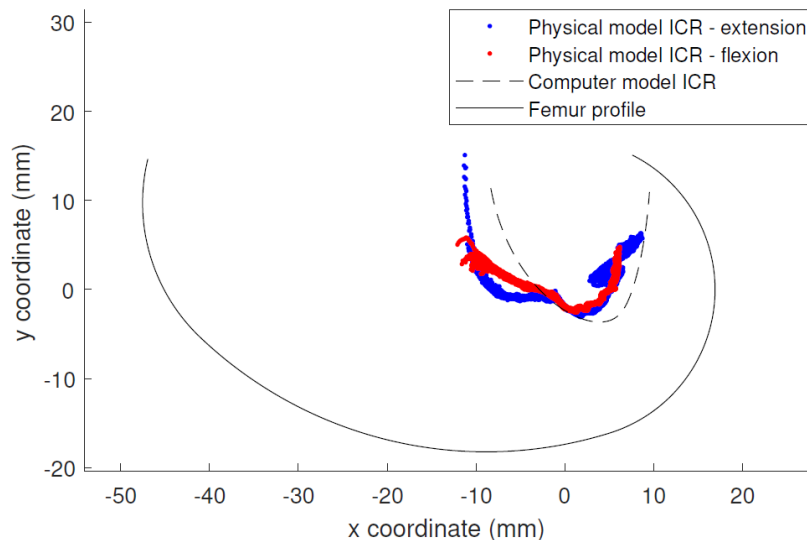 Physical model ICR - extension
Physical model ICR - flexion
Computer model ICR
Femur profile
30
20
10
0
-10
-20
y coordinate (mm)
-50 -40 -30 -20 -10 0 10 20
x coordinate (mm)